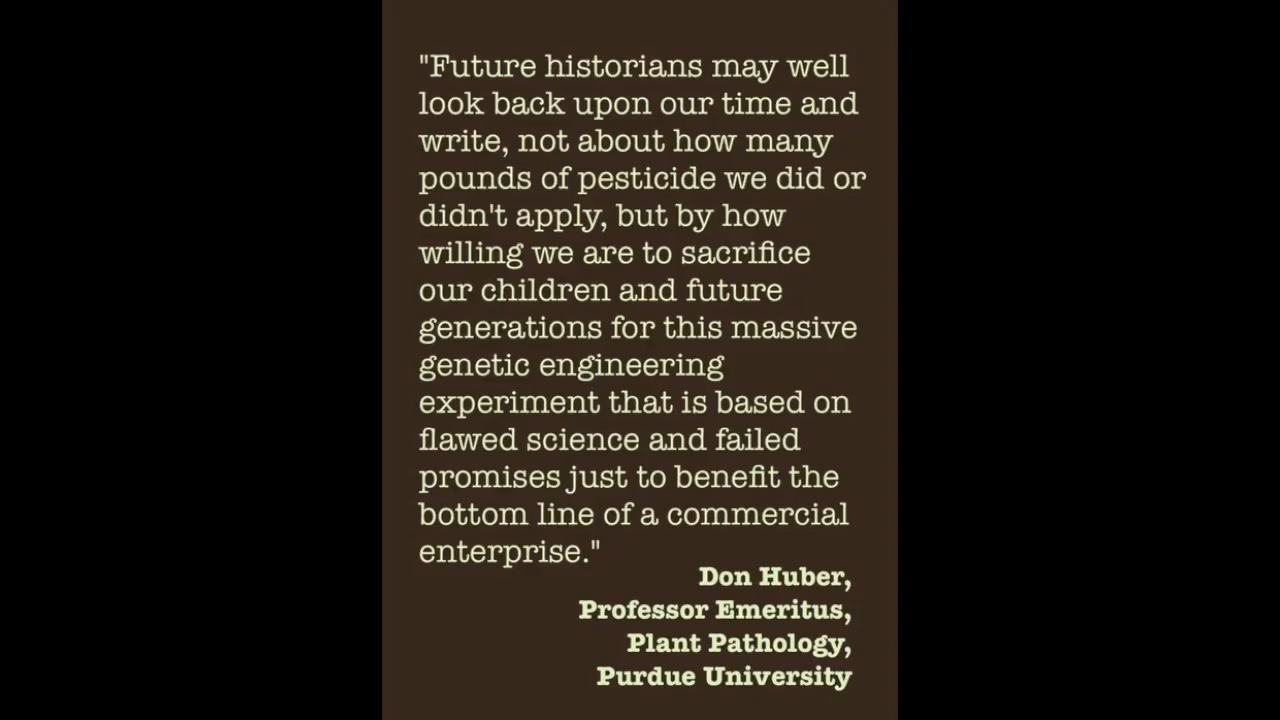 "Future historians may well
look back upon our time and
write, not about how many
pounds of pesticide we did or
didn't apply, but by how
willing we are to sacrifice
our children and future
generations for this massive
genetic engineering
experiment that is based on
flawed science and failed
promises just to benefit the
bottom line of a commercial
enterprise."
Don Huber,
Professor Emeritus,
Plant Pathology,
Purdue University